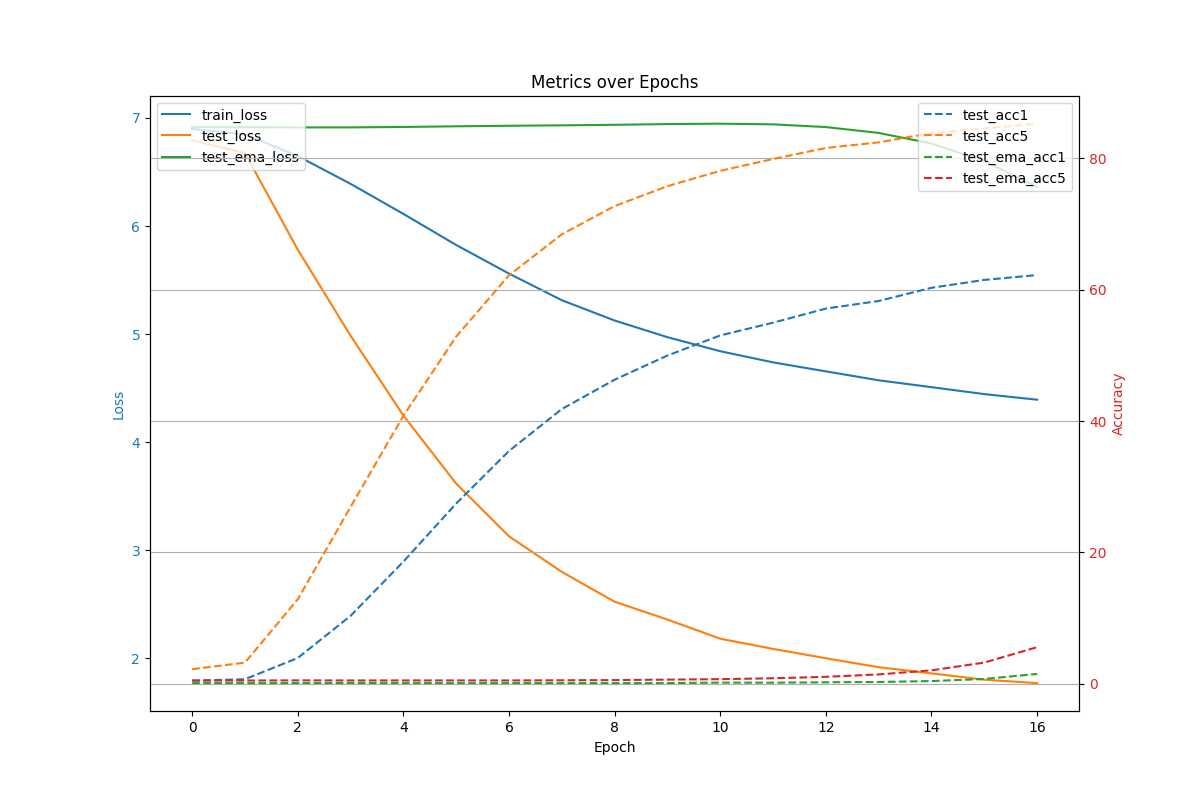 Metrics over Epochs
train_loss
test_loss
test_ema_loss
test_acc1
test_acc5
test_ema_acc1
test_ema_acc5
7
6
5
4
3
2
Loss
80
60
40
20
0
Accuracy
0 2 4 6 8 10 12 14 16
Epoch